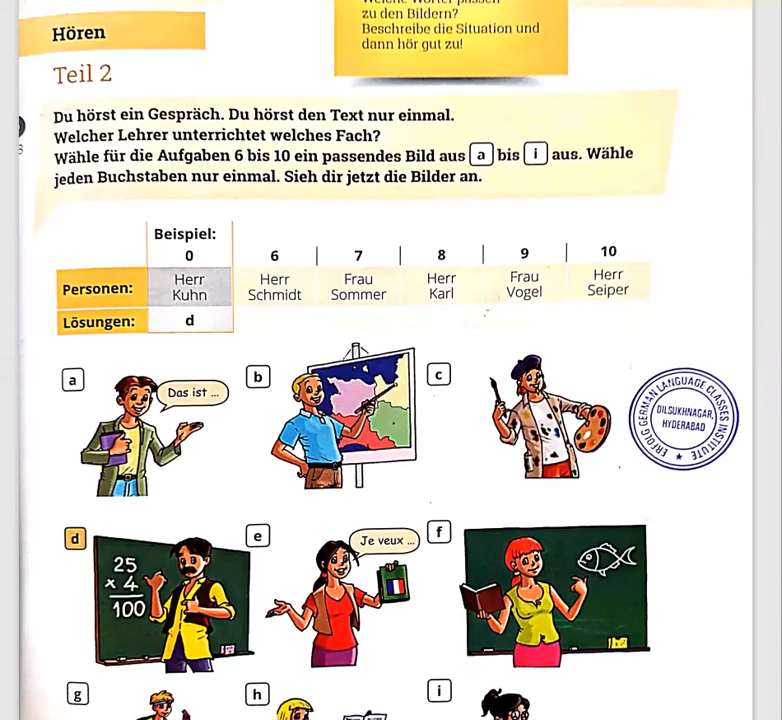 zu den Bildern?
Beschreibe die Situation und
dann hör gut zu!
Hören
Teil 2
Du hörst ein Gespräch. Du hörst den Text nur einmal.
Welcher Lehrer unterrichtet welches Fach?
Wähle für die Aufgaben 6 bis 10 ein passendes Bild aus a bis i aus. Wähle
jeden Buchstaben nur einmal. Sieh dir jetzt die Bilder an.
Beispiel:
0 6 7 8 9 10
Personen: Herr Kuhn Herr Schmidt Frau Sommer Herr Karl Frau Vogel Herr Seiper
Lösungen: d
a
Das ist ...
b
c
ERFOLG GERMAN LANGUAGE CLASSES INSTITUTE
DILSUKHNAGAR,
HYDERABAD
d
25
x 4
100
e
Je veux ...
f
g
h
i